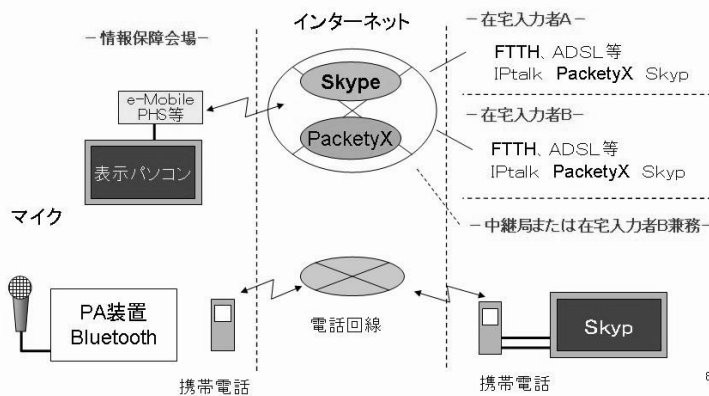 インターネット
－情報保障会場－
e-Mobile
PHS等
表示パソコン
Skype
PacketyX
－在宅入力者A－
FTTH、ADSL等
IPtalk PacketyX Skyp
－在宅入力者B－
FTTH、ADSL等
IPtalk PacketyX Skyp
－中継局または在宅入力者B兼務－
マイク
PA装置
Bluetooth
携帯電話
電話回線
携帯電話
Skyp
8